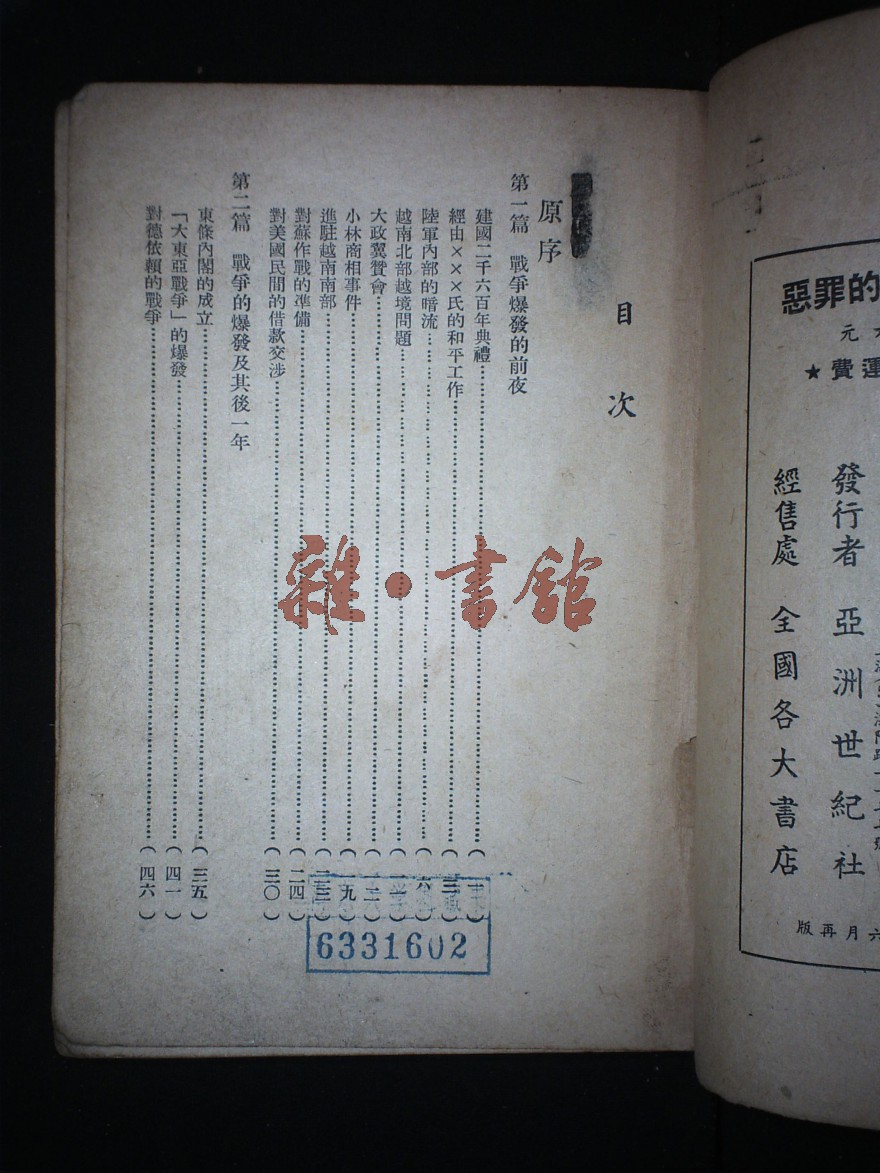 目次
原序
第一篇 戰爭爆發的前夜
建國二千六百年典禮
經由×××氏的和平工作
陸軍內部的暗流
越南北部越境問題
大政翼贊會
小林商相事件
進駐越南南部
對蘇作戰的準備……(二四)
對美國民間的借款交涉……(三〇)
第二篇 戰爭的爆發及其後一年
東條內閣的成立……(三五)
「大東亞戰爭」的爆發……(四一)
對德依賴的戰爭……(四六)
6331602
雜·書館
的罪惡
元
運費★
發行者 亞洲世紀社
經售處 全國各大書店
六月再版